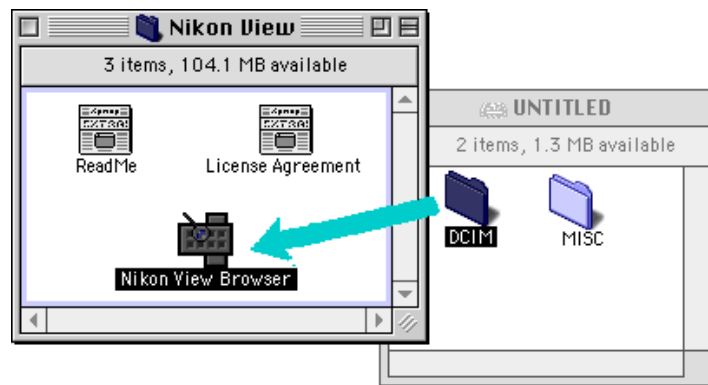 Nikon View
3 items, 104.1 MB available
ReadMe
License Agreement
Nikon View Browser
UNTITLED
2 items, 1.3 MB available
DCIM
MISC